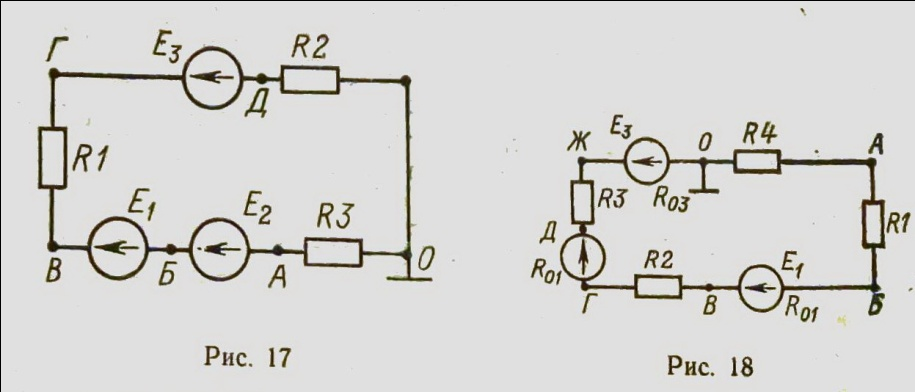 Г E3 R2
Д
R1
E1 E2 R3
В Б А О
Рис. 17
Ж E3 О R4 А
R3 R03 R1
Д
R01 R2 E1
Г В R01 Б
Рис. 18